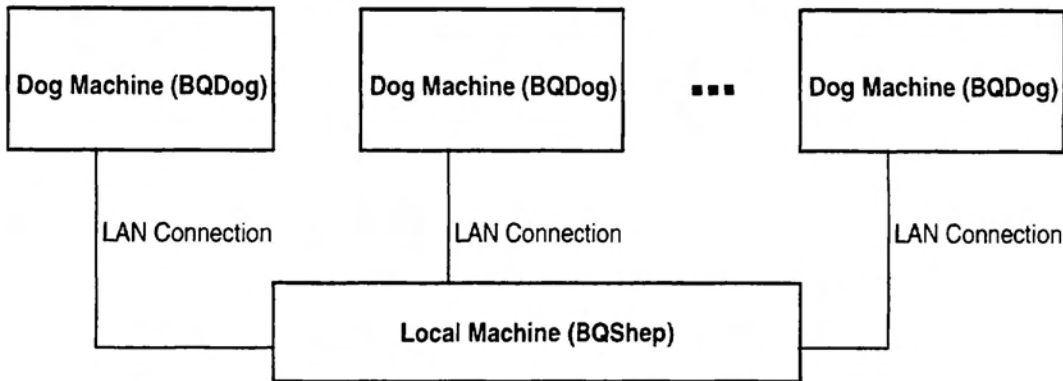 Dog Machine (BQDog)
Dog Machine (BQDog)
Dog Machine (BQDog)
LAN Connection
LAN Connection
LAN Connection
Local Machine (BQShep)